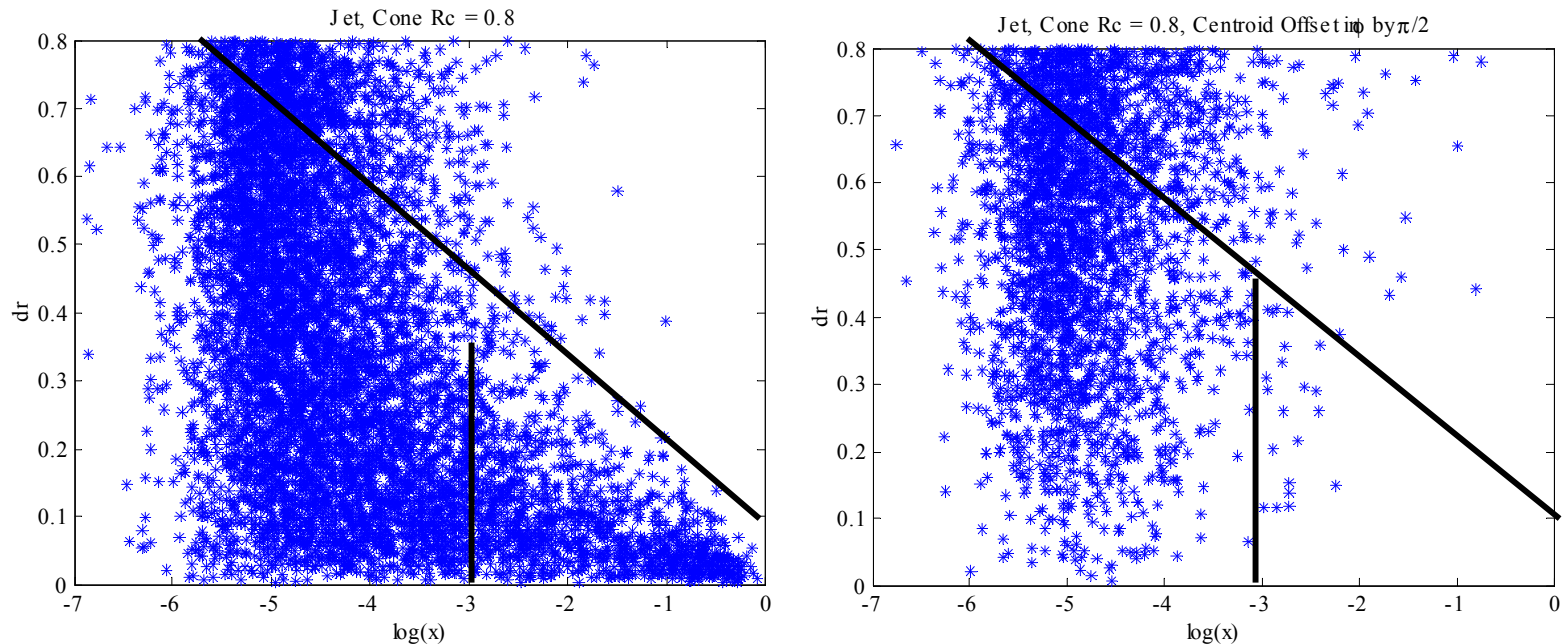 Jet, Cone Rc = 0.8
0.8
0.7
0.6
0.5
0.4
0.3
0.2
0.1
0
dr
-7 -6 -5 -4 -3 -2 -1 0
log(x)
Jet, Cone Rc = 0.8, Centroid Offset in ϕ by π/2
0.8
0.7
0.6
0.5
0.4
0.3
0.2
0.1
0
dr
-7 -6 -5 -4 -3 -2 -1 0
log(x)